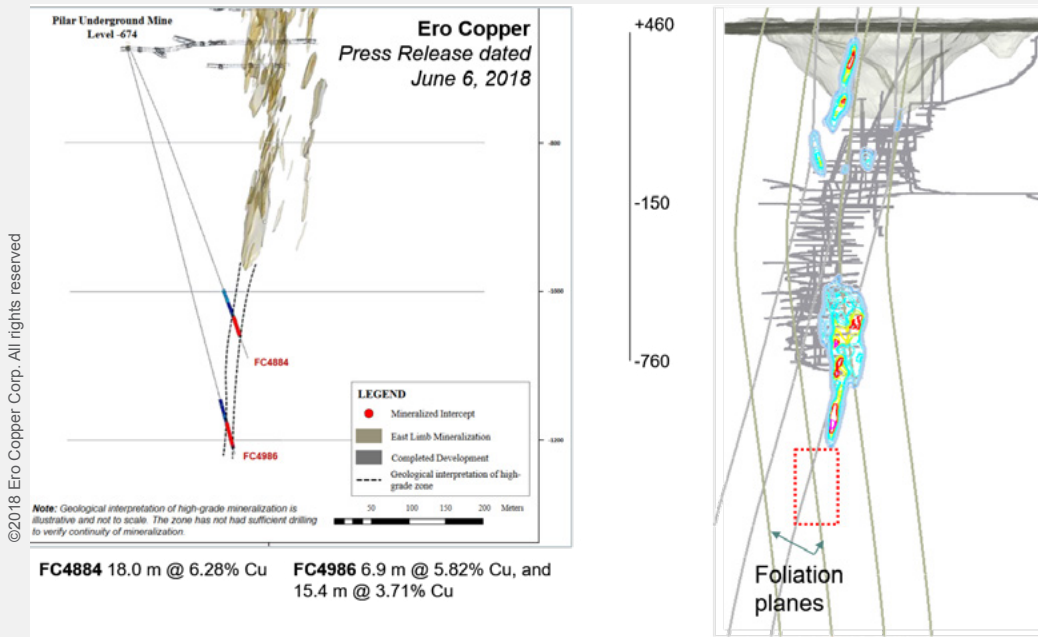 Pilar Underground Mine
Level -674
Ero Copper
Press Release dated
June 6, 2018
-800
-1000
-1200
FC4884
FC4986
LEGEND
Mineralized Intercept
East Limb Mineralization
Completed Development
Geological interpretation of high-
grade zone
50 100 150 200 Meters
Note: Geological interpretation of high-grade mineralization is
illustrative and not to scale. The zone has not had sufficient drilling
to verify continuity of mineralization.
FC4884 18.0 m @ 6.28% Cu
FC4986 6.9 m @ 5.82% Cu, and
15.4 m @ 3.71% Cu
+460
-150
-760
Foliation
planes
©2018 Ero Copper Corp. All rights reserved